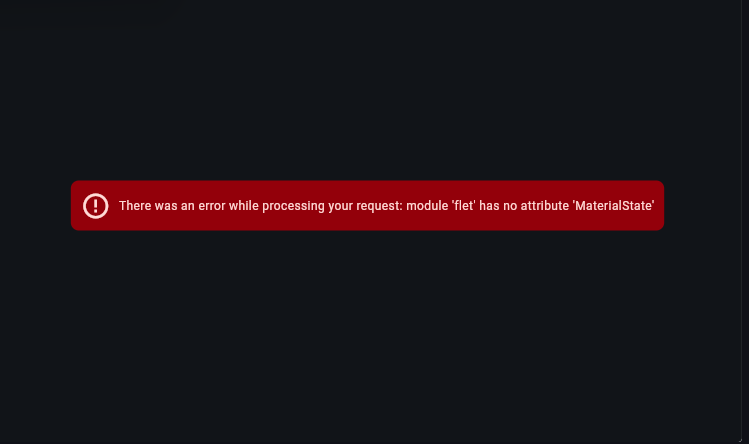 There was an error while processing your request: module 'flet' has no attribute 'MaterialState'